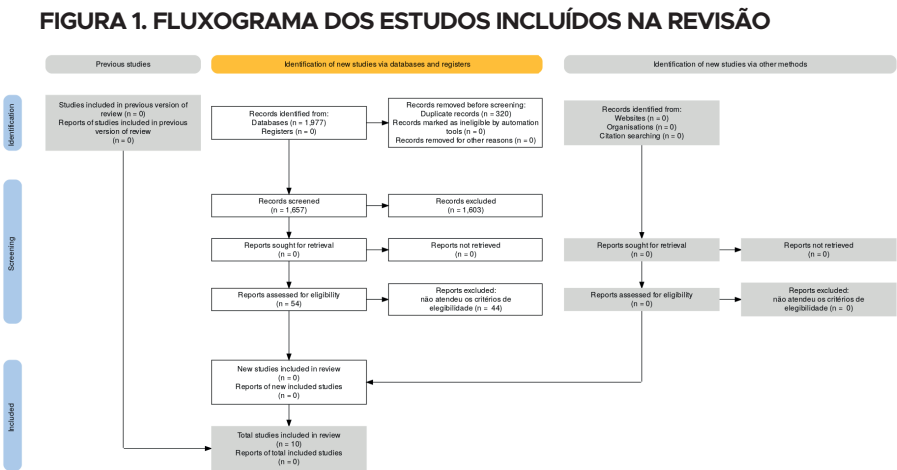 FIGURA 1. FLUXOGRAMA DOS ESTUDOS INCLUÍDOS NA REVISÃO
Previous studies
Identification of new studies via databases and registers
Identification of new studies via other methods
Identification
Studies included in previous version of
review (n = 0)
Reports of studies included in previous
version of review
(n = 0)
Records identified from:
Databases (n = 1,977)
Registers (n = 0)
Records removed before screening:
Duplicate records (n = 320)
Records marked as ineligible by automation
tools (n = 0)
Records removed for other reasons (n = 0)
Records identified from:
Websites (n = 0)
Organisations (n = 0)
Citation searching (n = 0)
Screening
Records screened
(n = 1,657)
Records excluded
(n = 1,603)
Reports sought for retrieval
(n = 0)
Reports not retrieved
(n = 0)
Reports sought for retrieval
(n = 0)
Reports not retrieved
(n = 0)
Reports assessed for eligibility
(n = 54)
Reports excluded:
não atendeu os critérios de
elegibilidade (n = 44)
Reports assessed for eligibility
(n = 0)
Reports excluded:
não atendeu os critérios de
elegibilidade (n = 0)
Included
New studies included in review
(n = 0)
Reports of new included studies
(n = 0)
Total studies included in review
(n = 10)
Reports of total included studies
(n = 0)